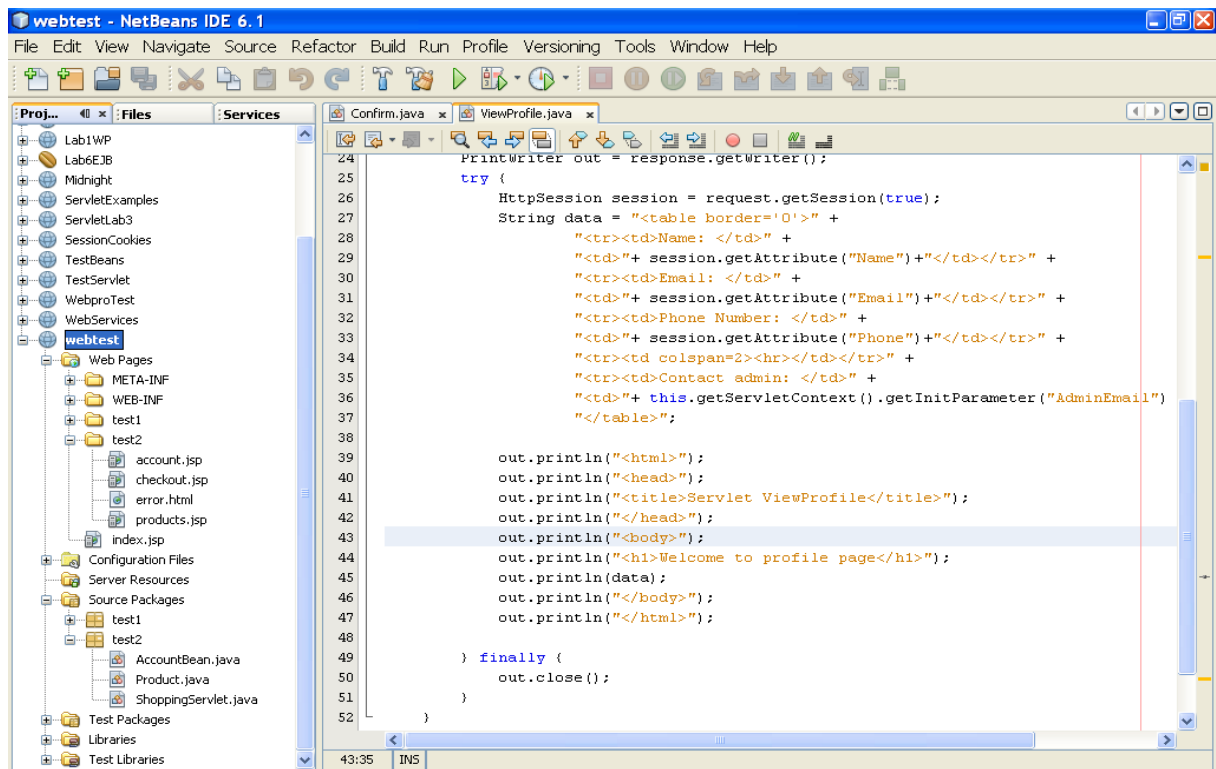 webtest - NetBeans IDE 6.1
File Edit View Navigate Source Refactor Build Run Profile Versioning Tools Window Help
Proj... Files Services
Lab1WP
Lab6EJB
Midnight
ServletExamples
ServletLab3
SessionCookies
TestBeans
TestServlet
WebproTest
WebServices
webtest
Web Pages
META-INF
WEB-INF
test1
test2
account.jsp
checkout.jsp
error.html
products.jsp
index.jsp
Configuration Files
Server Resources
Source Packages
test1
test2
AccountBean.java
Product.java
ShoppingServlet.java
Test Packages
Libraries
Test Libraries
Confirm.java ViewProfile.java
24 PrintWriter out = response.getWriter();
25 try {
26 HttpSession session = request.getSession(true);
27 String data = "<table border='0'>" +
28 "<tr><td>Name: </td>" +
29 "<td>"+ session.getAttribute("Name")+"</td></tr>" +
30 "<tr><td>Email: </td>" +
31 "<td>"+ session.getAttribute("Email")+"</td></tr>" +
32 "<tr><td>Phone Number: </td>" +
33 "<td>"+ session.getAttribute("Phone")+"</td></tr>" +
34 "<tr><td colspan=2><hr></td></tr>" +
35 "<tr><td>Contact admin: </td>" +
36 "<td>"+ this.getServletContext().getInitParameter("AdminEmail")
37 "</table>";
38
39 out.println("<html>");
40 out.println("<head>");
41 out.println("<title>Servlet ViewProfile</title>");
42 out.println("</head>");
43 out.println("<body>");
44 out.println("<h1>Welcome to profile page</h1>");
45 out.println(data);
46 out.println("</body>");
47 out.println("</html>");
48
49 } finally {
50 out.close();
51 }
52 }
43:35 INS